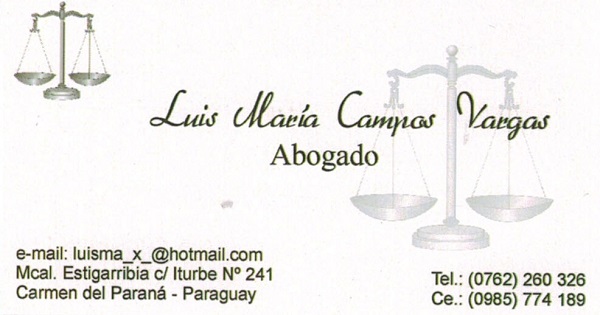 Luis María Campos Vargas
Abogado
e-mail: luisma_x_@hotmail.com
Mcal. Estigarribia c/ Iturbe Nº 241
Carmen del Paraná - Paraguay
Tel.: (0762) 260 326
Ce.: (0985) 774 189